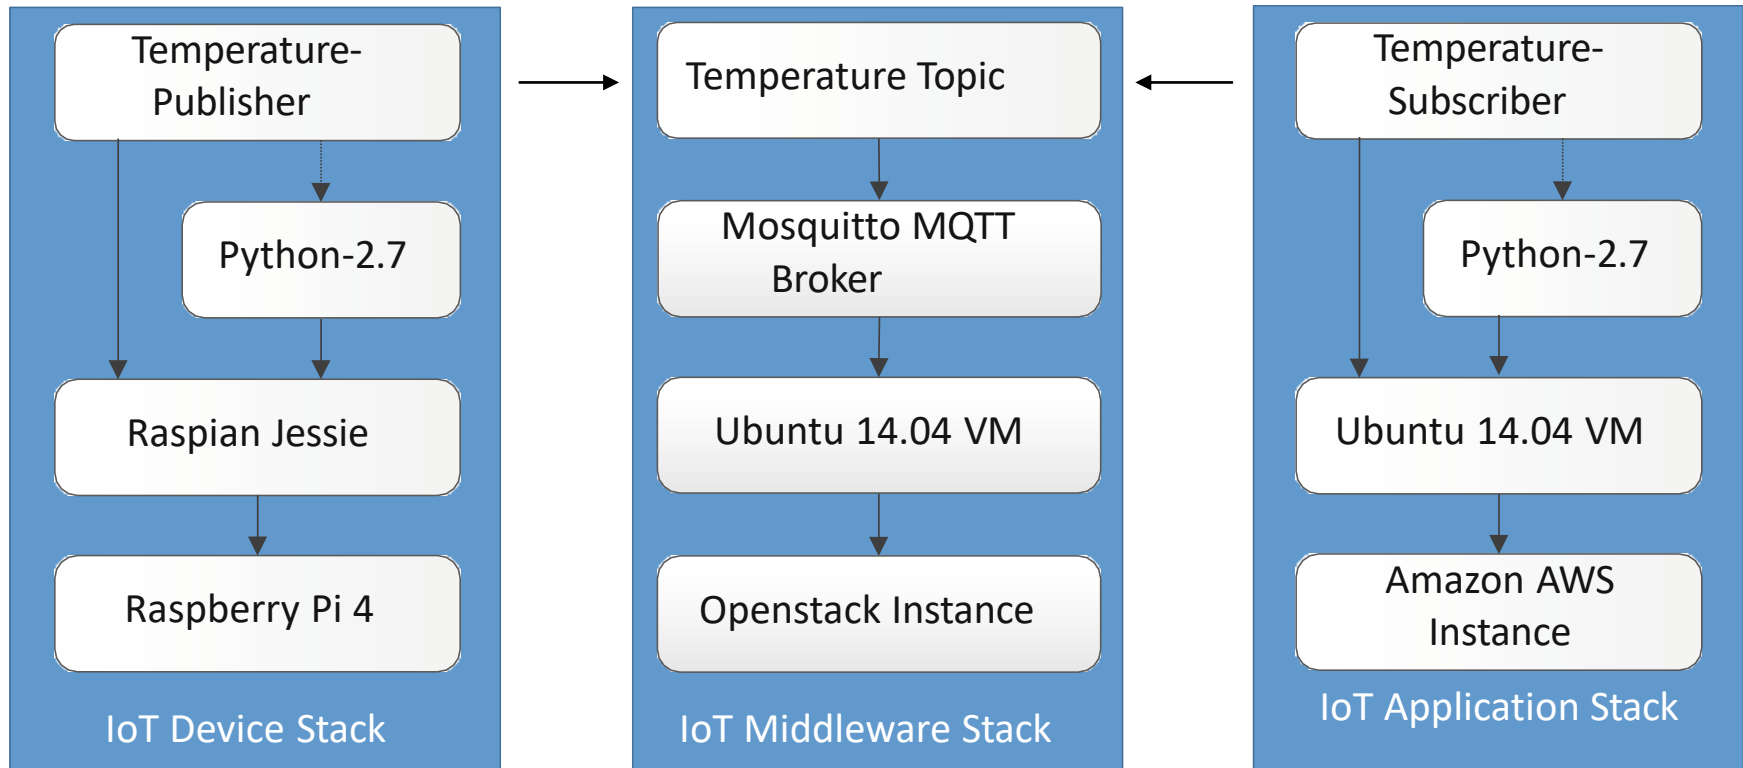 Temperature-
Publisher
Python-2.7
Raspian Jessie
Raspberry Pi 4
IoT Device Stack
Temperature Topic
Mosquitto MQTT
Broker
Ubuntu 14.04 VM
Openstack Instance
IoT Middleware Stack
Temperature-
Subscriber
Python-2.7
Ubuntu 14.04 VM
Amazon AWS
Instance
IoT Application Stack